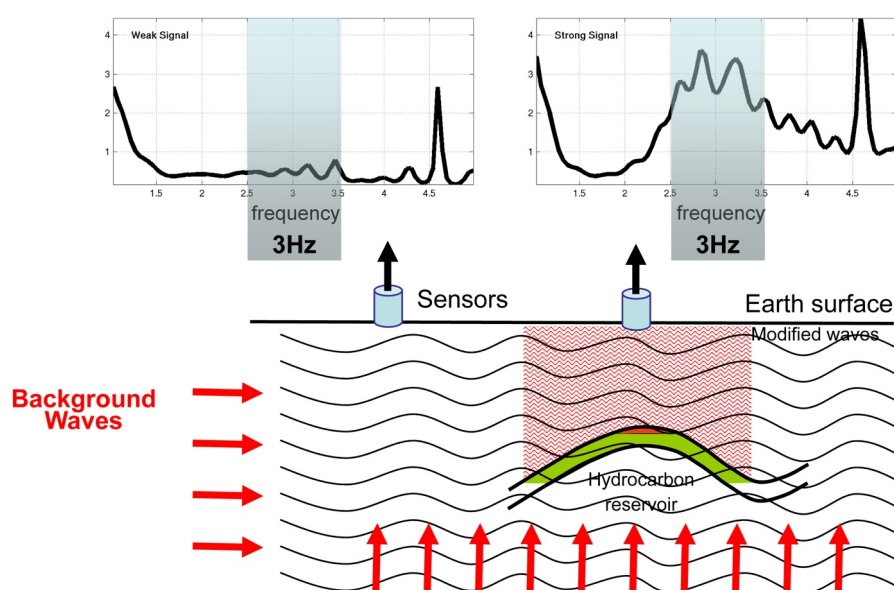 Weak Signal
4
3
2
1
1.5 2 2.5 3 3.5 4 4.5
frequency
3Hz
Strong Signal
4
3
2
1
1.5 2 2.5 3 3.5 4 4.5
frequency
3Hz
Sensors
Earth surface
Modified waves
Background
Waves
Hydrocarbon
reservoir